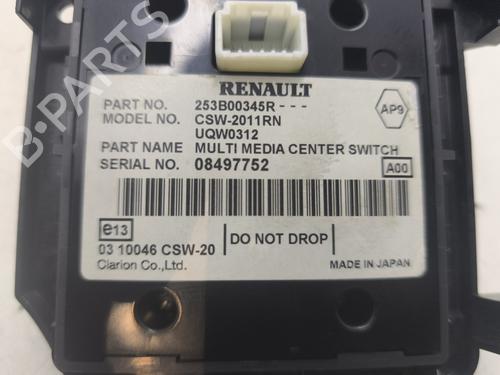 RENAULT
PART NO. 253B00345R---
MODEL NO. CSW-2011RN
UQW0312
AP9
PART NAME MULTI MEDIA CENTER SWITCH
SERIAL NO. 08497752
A00
e13
03 10046 CSW-20
DO NOT DROP
Clarion Co.,Ltd.
MADE IN JAPAN
B-PARTS